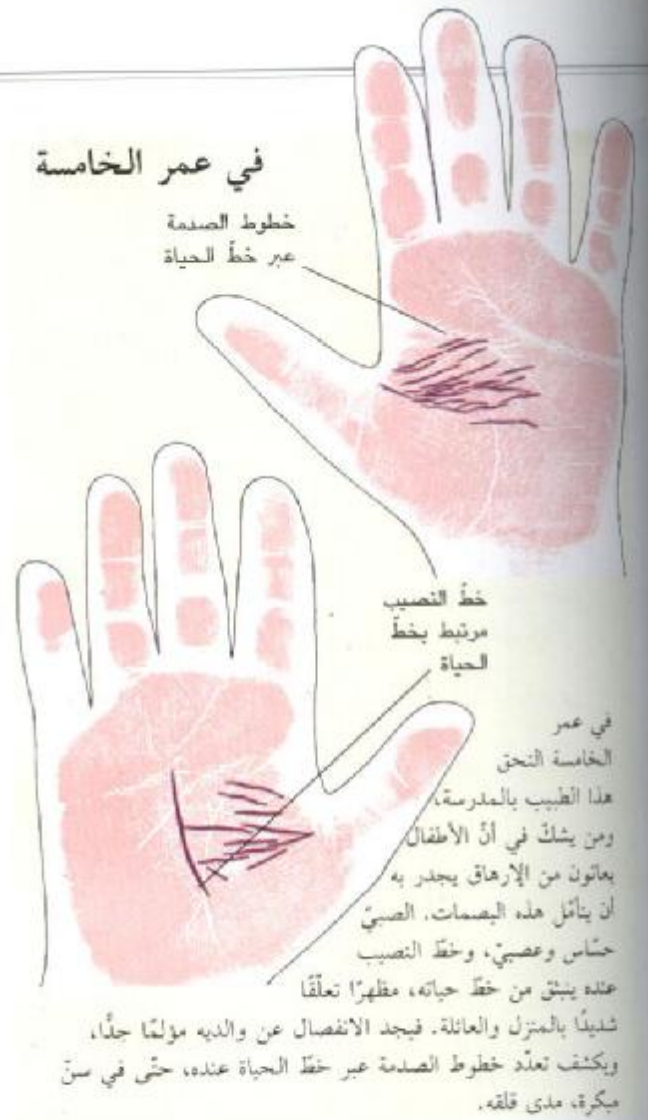 في عمر الخامسة
خطوط الصدمة
عبر خطّ الحياة
خطّ النصيب
مرتبط بخطّ
الحياة
في عمر
الخامسة التحق
هذا الطبيب بالمدرسة،
ومن يشكّ في أنّ الأطفال
يعانون من الإرهاق يجدر به
أن يتأمّل هذه البصمات. الصبيّ
حسّاس وعصبيّ، وخطّ النصيب
عنده ينبثق من خطّ حياته، مظهرًا تعلّقًا
شديدًا بالمنزل والعائلة. فيجد الانفصال عن والديه مؤلمًا جدًّا،
ويكشف تعدّد خطوط الصدمة عبر خطّ الحياة عنده، حتّى في سنّ
مبكرة، مدى قلقه.